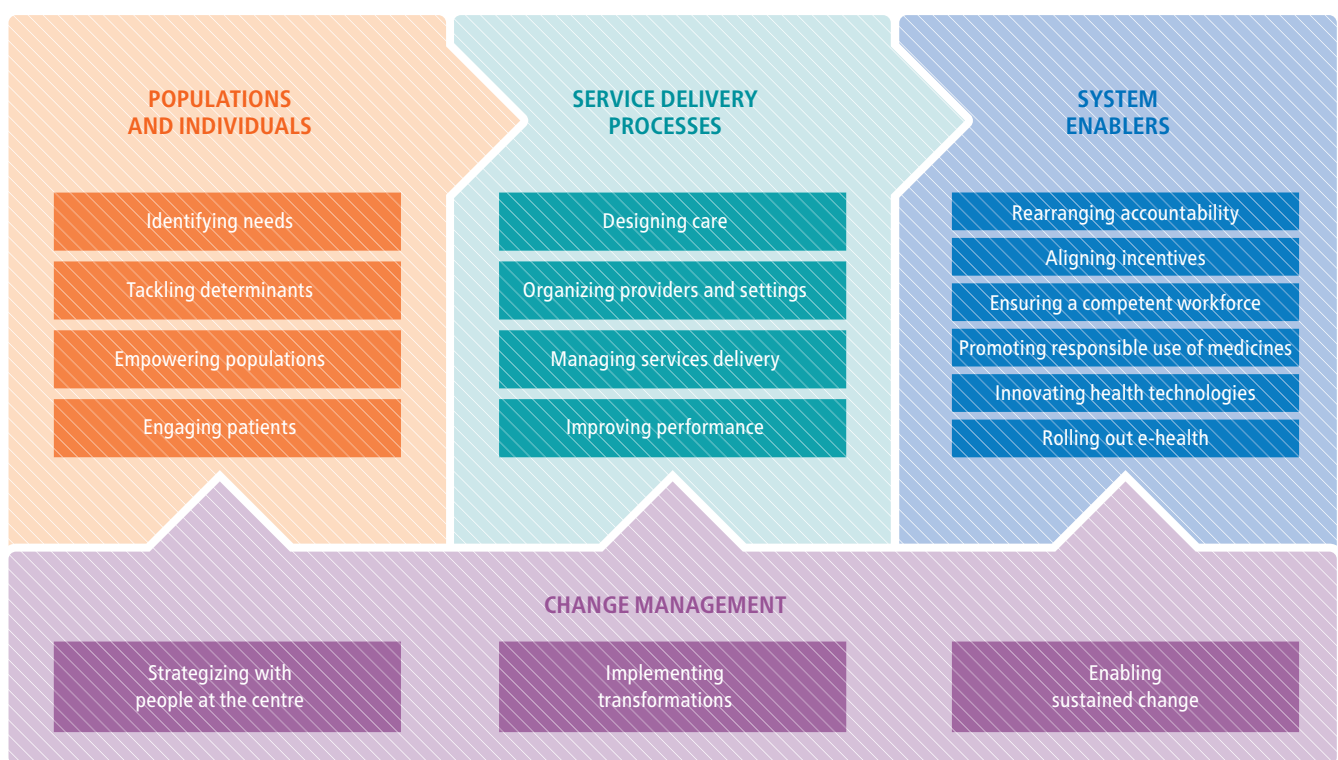 POPULATIONS
AND INDIVIDUALS
Identifying needs
Tackling determinants
Empowering populations
Engaging patients
SERVICE DELIVERY
PROCESSES
Designing care
Organizing providers and settings
Managing services delivery
Improving performance
SYSTEM
ENABLERS
Rearranging accountability
Aligning incentives
Ensuring a competent workforce
Promoting responsible use of medicines
Innovating health technologies
Rolling out e-health
CHANGE MANAGEMENT
Strategizing with
people at the centre
Implementing
transformations
Enabling
sustained change